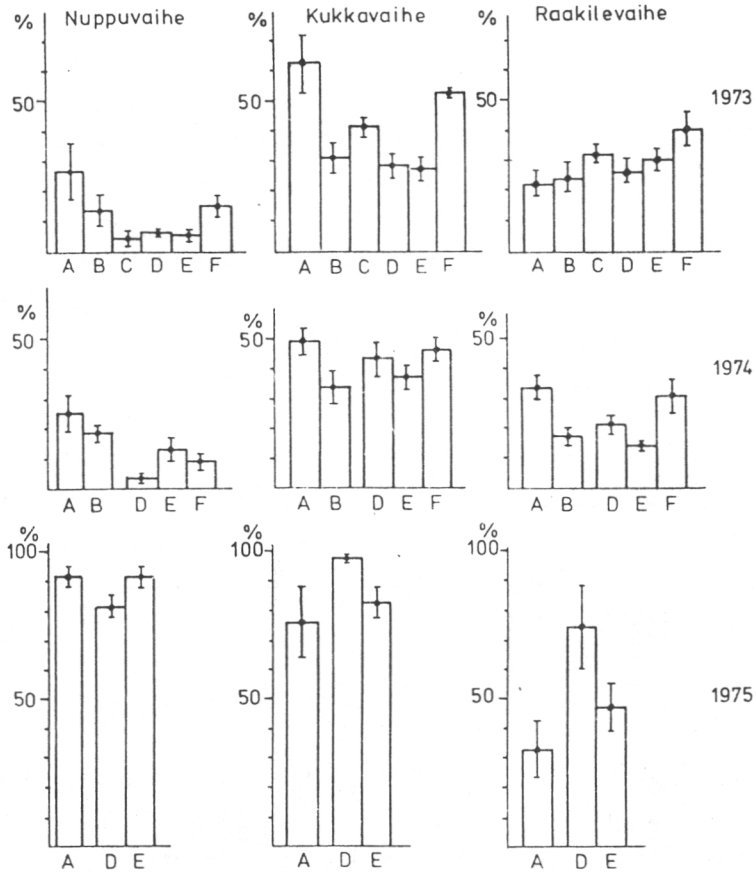 % Nuppuvaihe % Kukkavaihe % Raakilevaihe
50 50 50 1973
A B C D E F A B C D E F A B C D E F
% % %
50 50 50 1974
A B D E F A B D E F A B D E F
% % %
100 100 100
50 50 50 1975
A D E A D E A D E